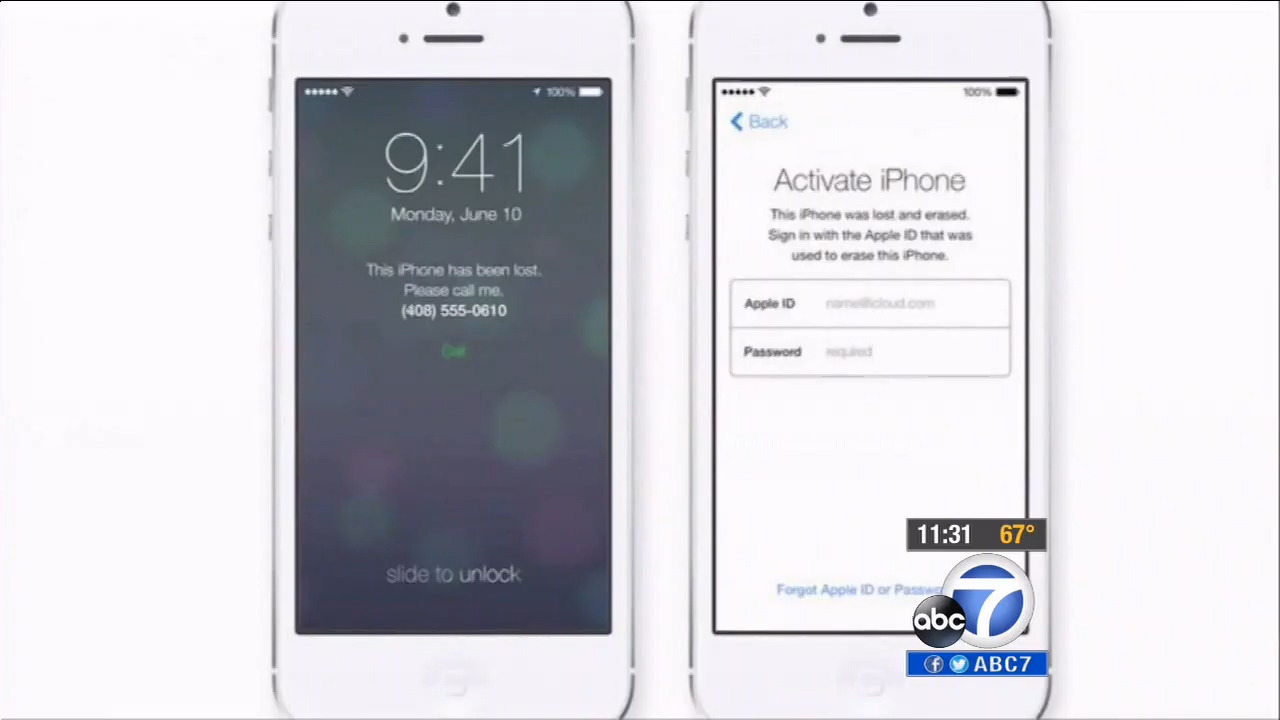 100%
9:41
Monday, June 10
This iPhone has been lost.
Please call me.
(408) 555-0610
Call
slide to unlock
100%
Back
Activate iPhone
This iPhone was lost and erased.
Sign in with the Apple ID that was
used to erase this iPhone.
Apple ID name@icloud.com
Password required
Forgot Apple ID or Passwo
11:31 67°
abc 7
ABC7